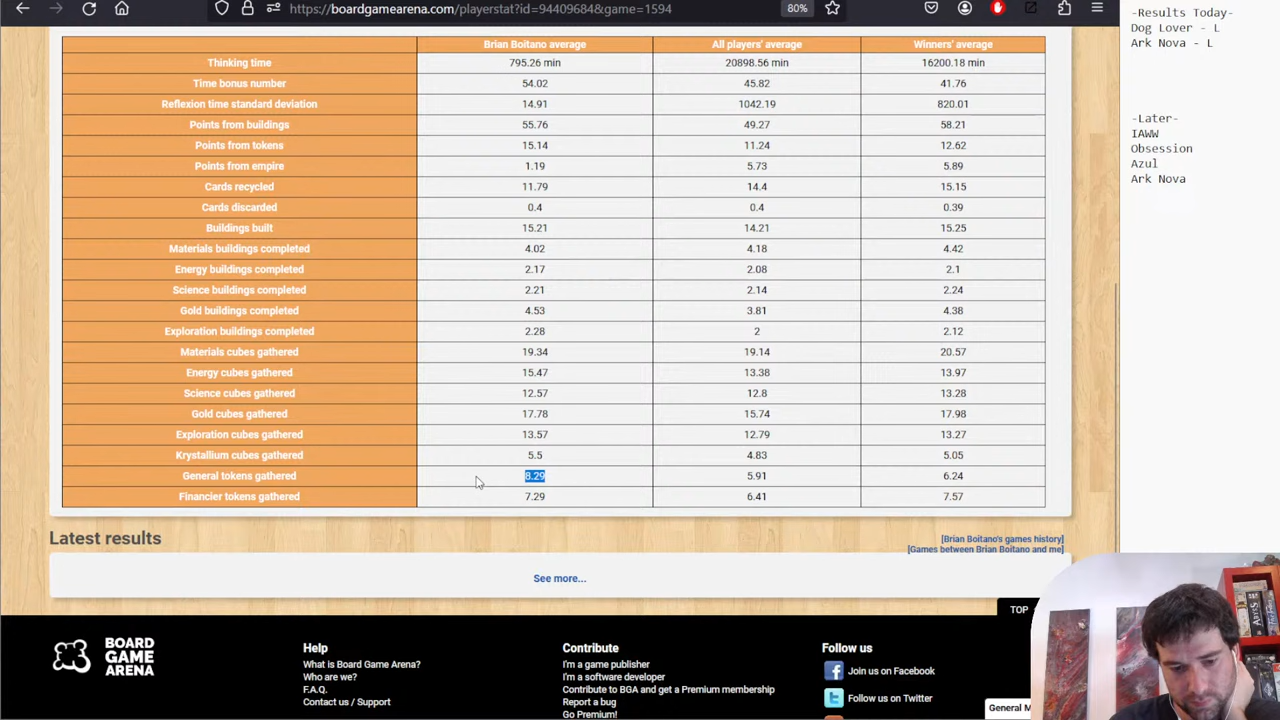 https://boardgamearena.com/playerstat?id=94409684&game=1594
80%
Brian Boitano average All players' average Winners' average
Thinking time 795.26 min 20898.56 min 16200.18 min
Time bonus number 54.02 45.82 41.76
Reflexion time standard deviation 14.91 1042.19 820.01
Points from buildings 55.76 49.27 58.21
Points from tokens 15.14 11.24 12.62
Points from empire 1.19 5.73 5.89
Cards recycled 11.79 14.4 15.15
Cards discarded 0.4 0.4 0.39
Buildings built 15.21 14.21 15.25
Materials buildings completed 4.02 4.18 4.42
Energy buildings completed 2.17 2.08 2.1
Science buildings completed 2.21 2.14 2.24
Gold buildings completed 4.53 3.81 4.38
Exploration buildings completed 2.28 2 2.12
Materials cubes gathered 19.34 19.14 20.57
Energy cubes gathered 15.47 13.38 13.97
Science cubes gathered 12.57 12.8 13.28
Gold cubes gathered 17.78 15.74 17.98
Exploration cubes gathered 13.57 12.79 13.27
Krystallium cubes gathered 5.5 4.83 5.05
General tokens gathered 8.29 5.91 6.24
Financier tokens gathered 7.29 6.41 7.57
Latest results
[Brian Boitano's games history]
[Games between Brian Boitano and me]
See more...
TOP
BOARD
GAME
ARENA
Help
What is Board Game Arena?
Who are we?
F.A.Q.
Contact us / Support
Contribute
I'm a game publisher
I'm a software developer
Contribute to BGA and get a Premium membership
Report a bug
Go Premium!
Follow us
Join us on Facebook
Follow us on Twitter
General M
-Results Today-
Dog Lover - L
Ark Nova - L
-Later-
IAWW
Obsession
Azul
Ark Nova
ABYSS